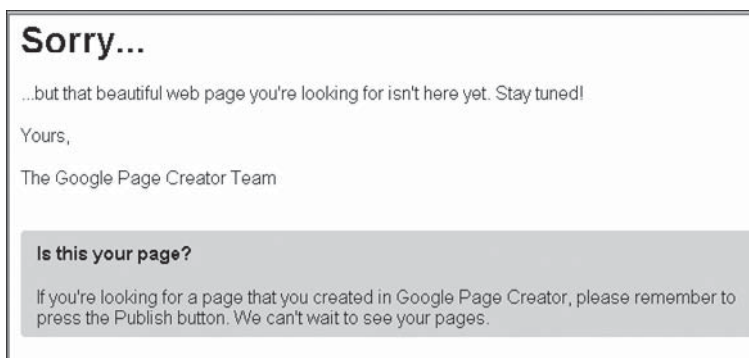 Sorry...
...but that beautiful web page you're looking for isn't here yet. Stay tuned!
Yours,
The Google Page Creator Team
Is this your page?
If you're looking for a page that you created in Google Page Creator, please remember to
press the Publish button. We can't wait to see your pages.